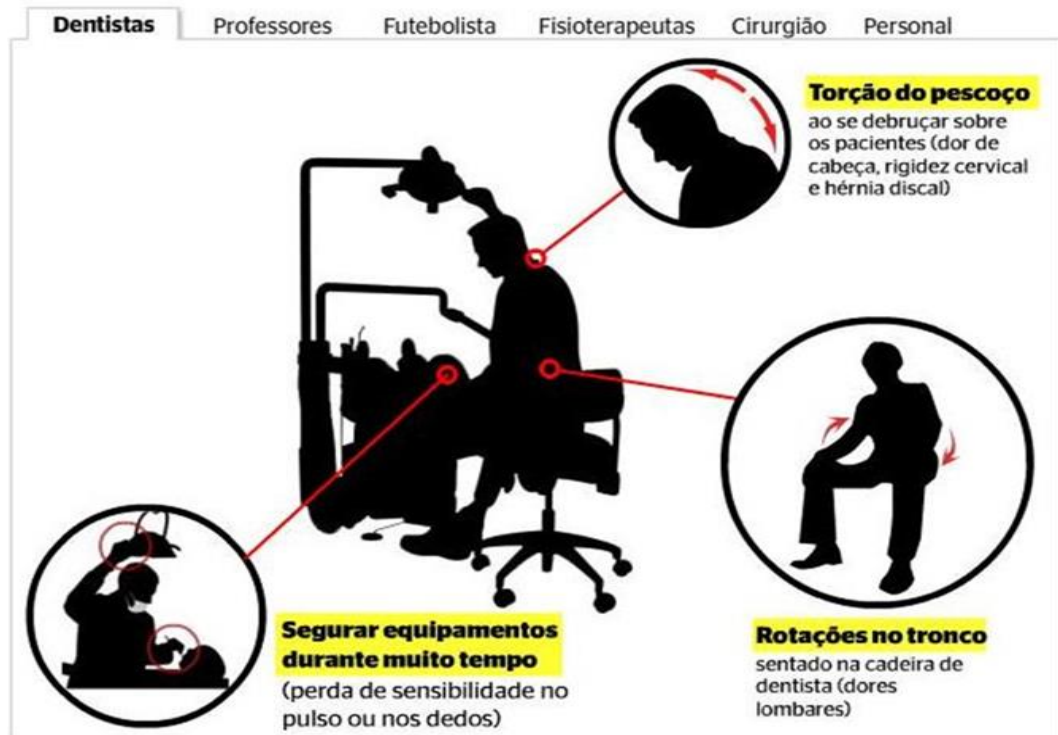 Dentistas Professores Futebolista Fisioterapeutas Cirurgião Personal
Torção do pescoço
ao se debruçar sobre
os pacientes (dor de
cabeça, rigidez cervical
e hérnia discal)
Segurar equipamentos
durante muito tempo
(perda de sensibilidade no
pulso ou nos dedos)
Rotações no tronco
sentado na cadeira de
dentista (dores
lombares)